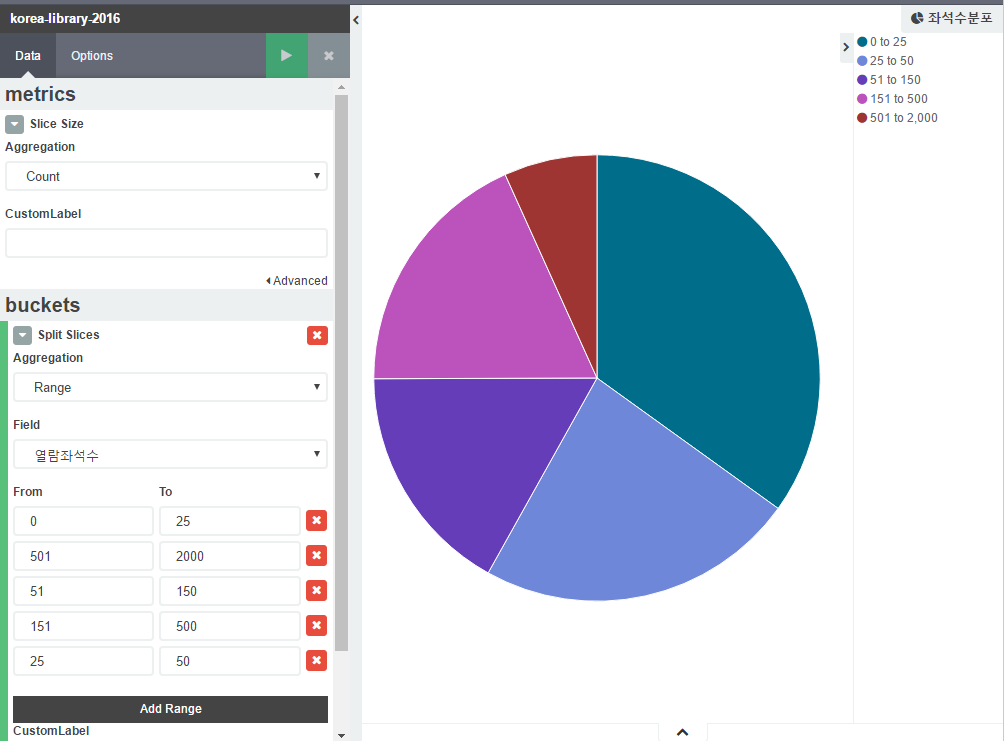 korea-library-2016
좌석수분포
Data Options
metrics
Slice Size
Aggregation
Count
CustomLabel
Advanced
buckets
Split Slices
Aggregation
Range
Field
열람좌석수
From To
0 25
501 2000
51 150
151 500
25 50
Add Range
CustomLabel
0 to 25
25 to 50
51 to 150
151 to 500
501 to 2,000